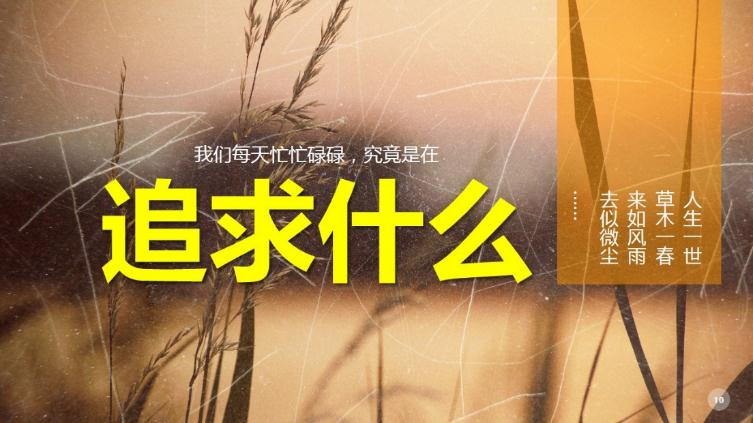 我们每天忙忙碌碌，究竟是在
追求什么
人生一世
草木一春
来如风雨
去似微尘
......
10